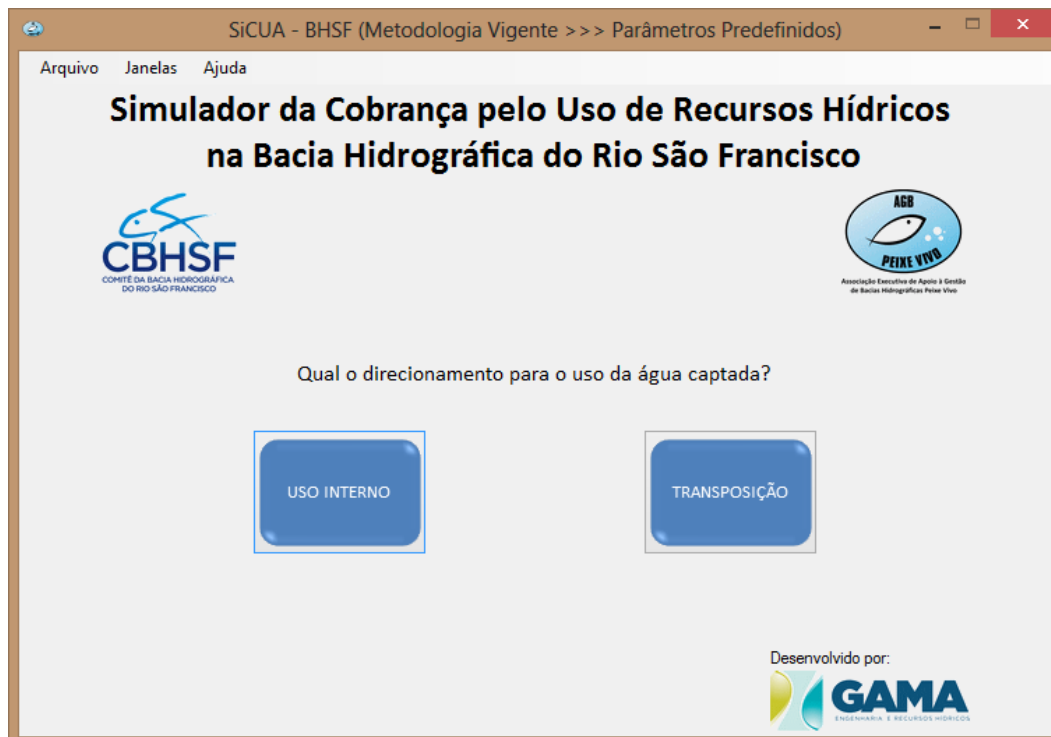 SiCUA - BHSF (Metodologia Vigente >>> Parâmetros Predefinidos)
Arquivo Janelas Ajuda
Simulador da Cobrança pelo Uso de Recursos Hídricos
na Bacia Hidrográfica do Rio São Francisco
CBHSF
COMITÊ DA BACIA HIDROGRÁFICA
DO RIO SÃO FRANCISCO
AGB
PEIXE VIVO
Associação Executiva de Apoio à Gestão
de Bacias Hidrográficas Peixe Vivo
Qual o direcionamento para o uso da água captada?
USO INTERNO
TRANSPOSIÇÃO
Desenvolvido por:
GAMA
ENGENHARIA E RECURSOS HÍDRICOS